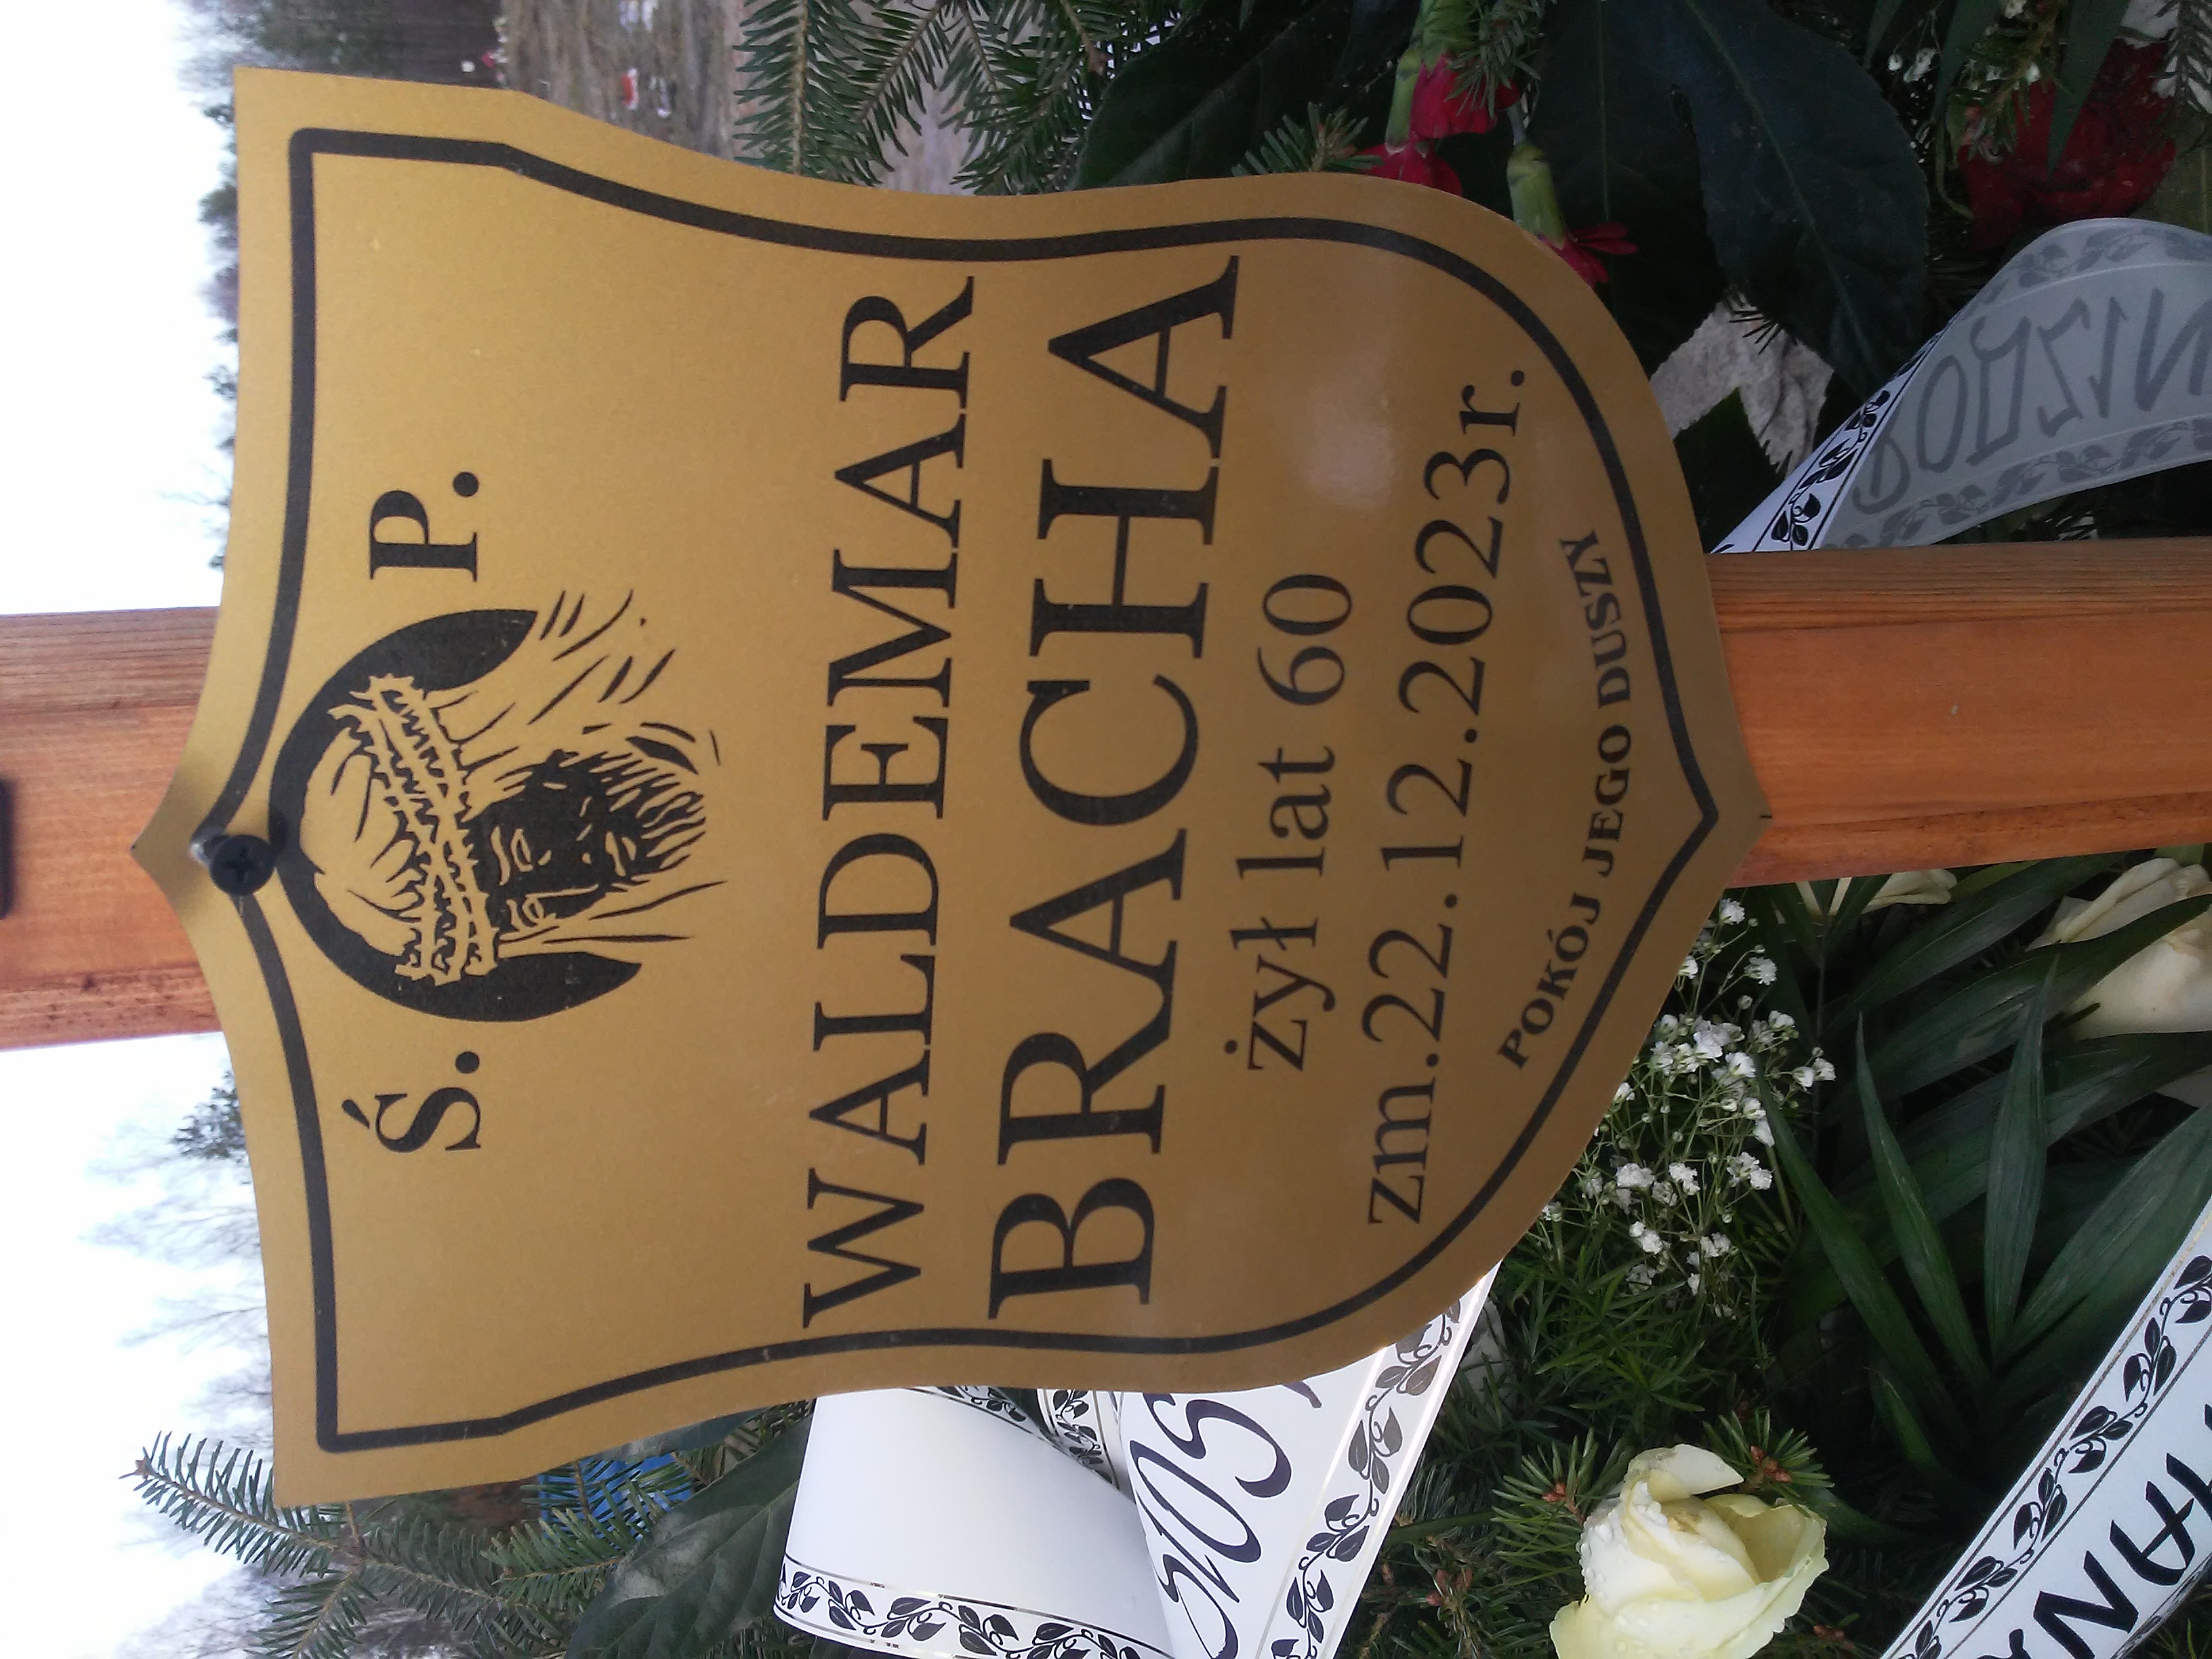 Ś. P.
WALDEMAR
BRACHA
żył lat 60
zm.22.12.2023r.
POKÓJ JEGO DUSZY